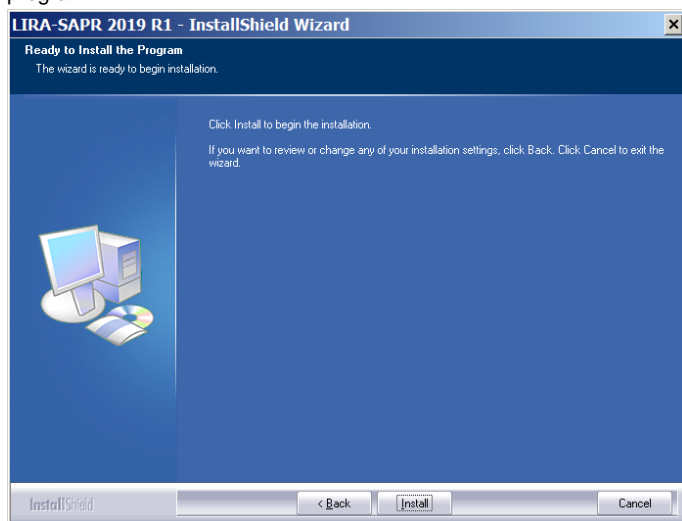 LIRA-SAPR 2019 R1 - InstallShield Wizard
Ready to Install the Program
The wizard is ready to begin installation.
Click Install to begin the installation.
If you want to review or change any of your installation settings, click Back. Click Cancel to exit the
wizard.
InstallShield
< Back
Install
Cancel